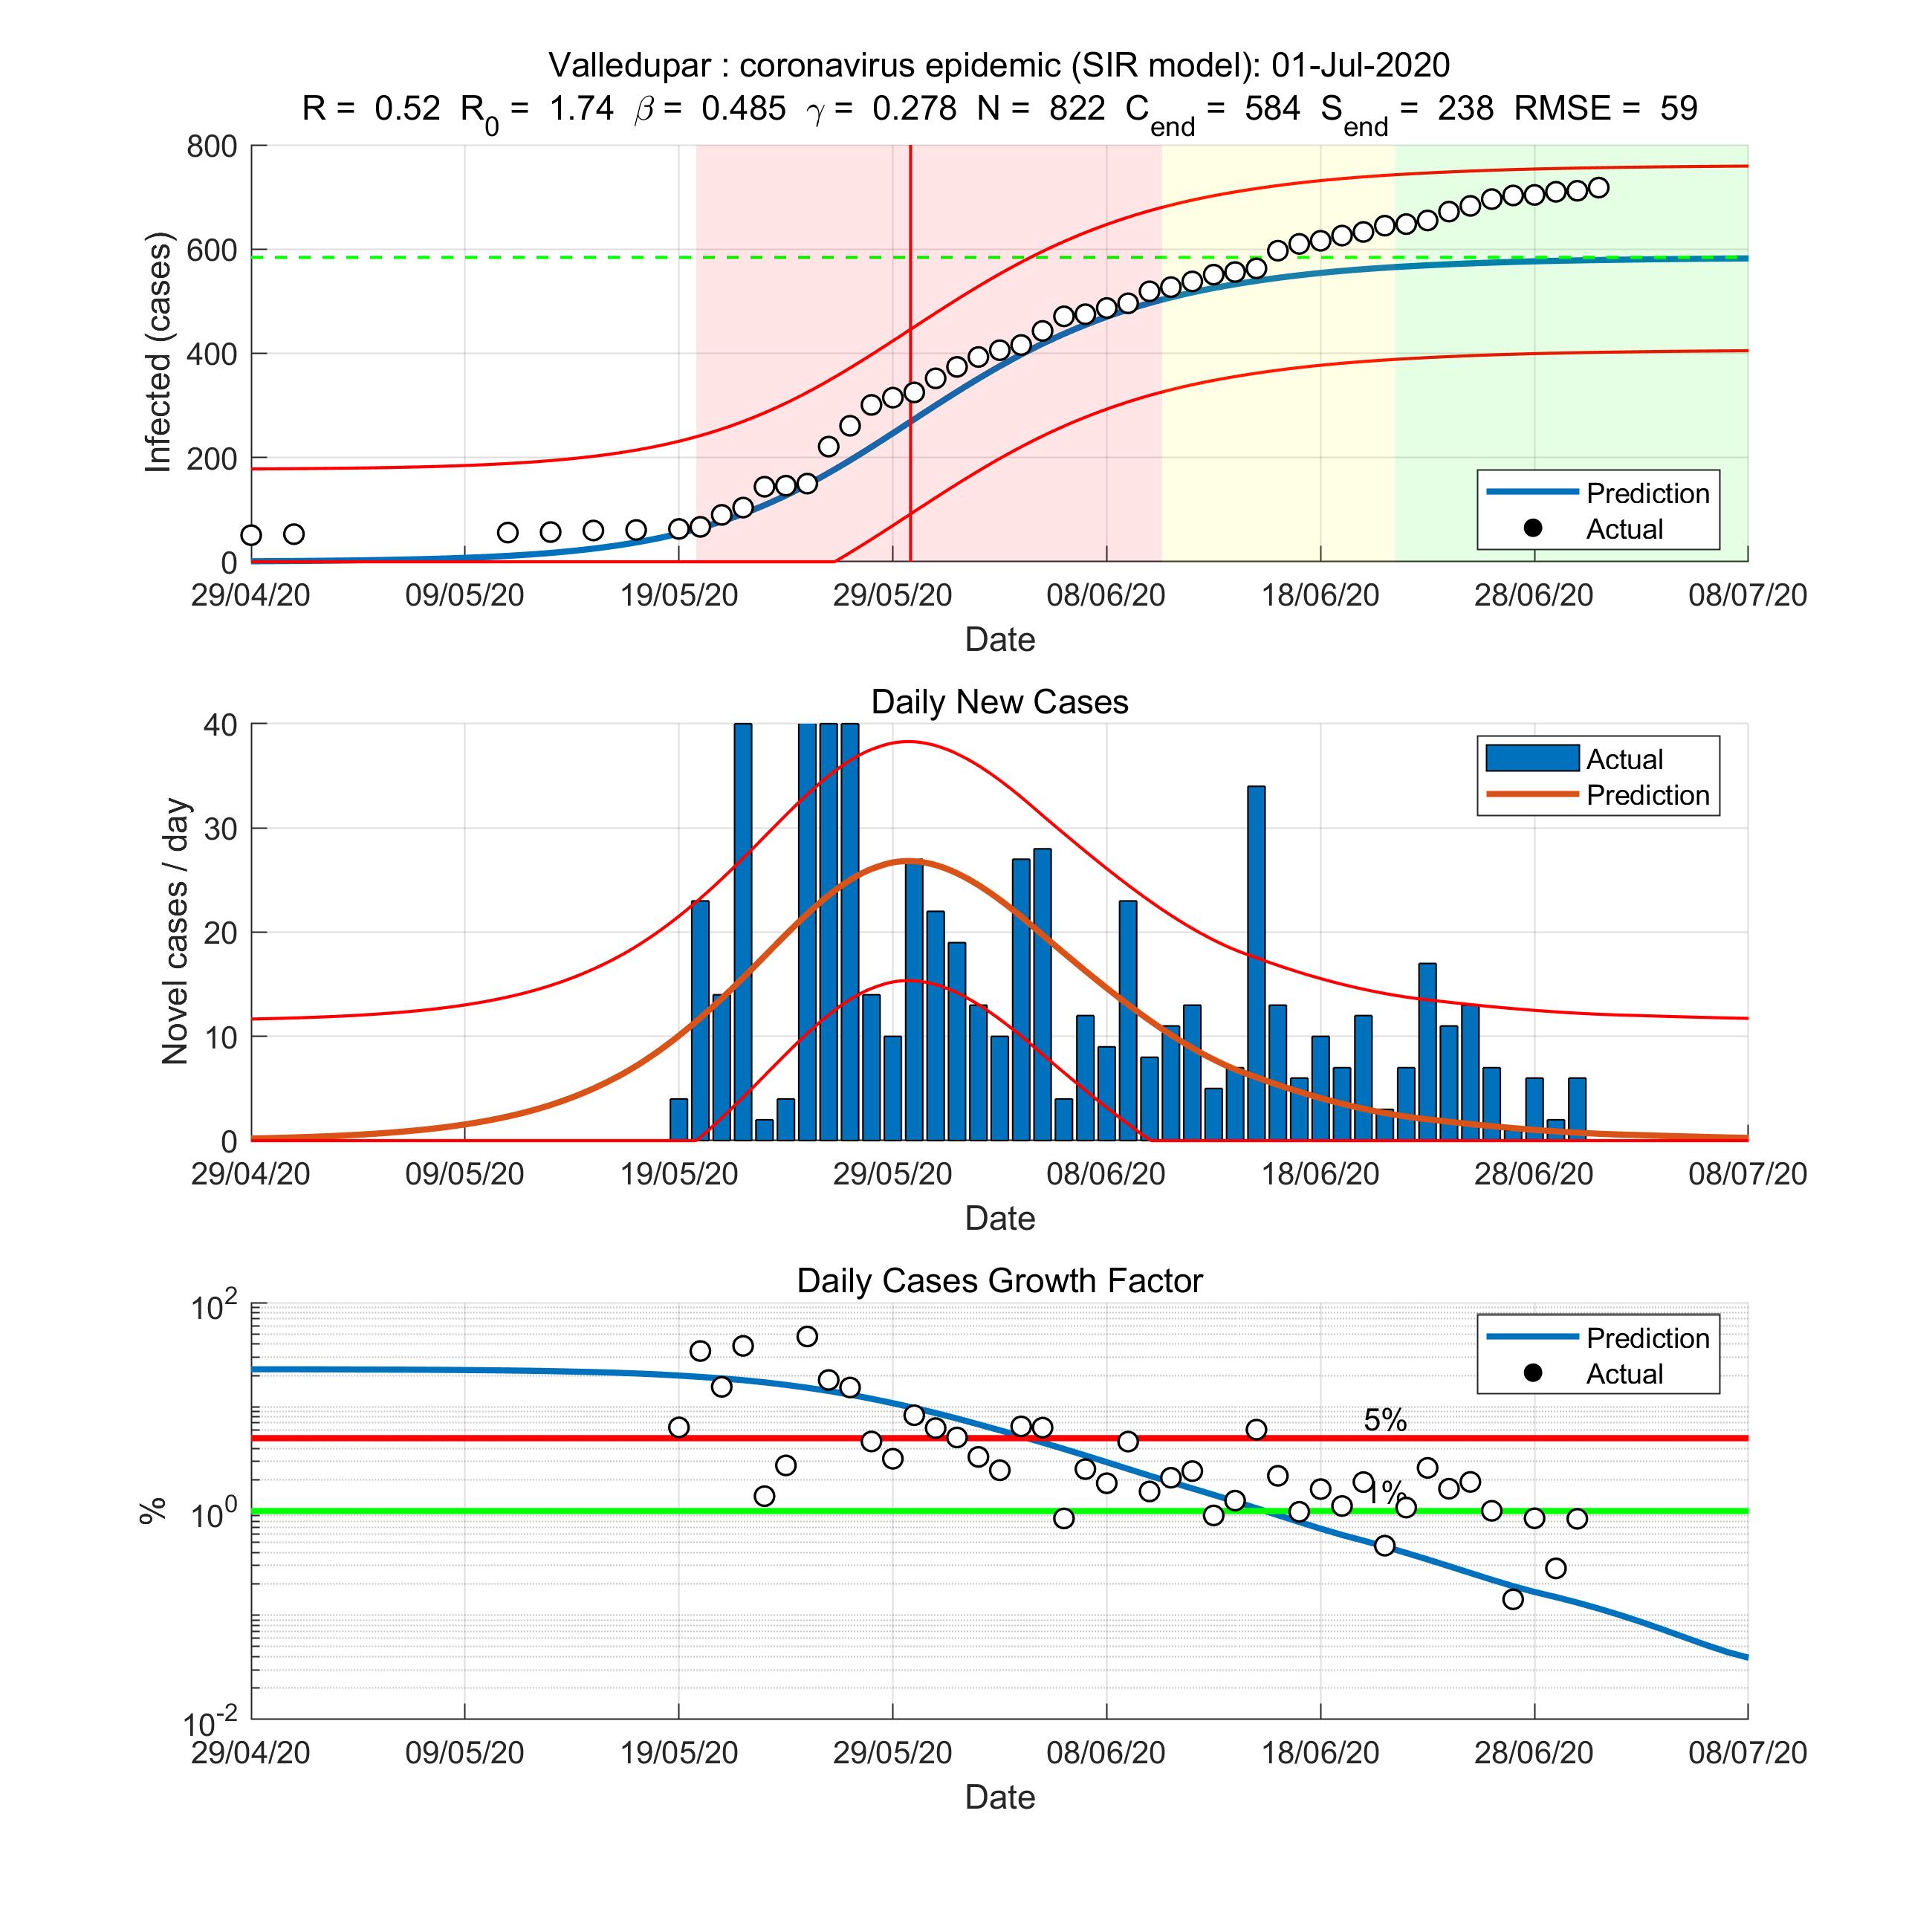 Valledupar : coronavirus epidemic (SIR model): 01-Jul-2020
R = 0.52 R0 = 1.74 β = 0.485 γ = 0.278 N = 822 Cend = 584 Send = 238 RMSE = 59
800
600
400
200
0
Infected (cases)
Prediction
Actual
29/04/20 09/05/20 19/05/20 29/05/20 08/06/20 18/06/20 28/06/20 08/07/20
Date
Daily New Cases
40
30
20
10
0
Novel cases / day
Actual
Prediction
29/04/20 09/05/20 19/05/20 29/05/20 08/06/20 18/06/20 28/06/20 08/07/20
Date
Daily Cases Growth Factor
10^2
10^0
10^-2
%
Prediction
Actual
5%
1%
29/04/20 09/05/20 19/05/20 29/05/20 08/06/20 18/06/20 28/06/20 08/07/20
Date